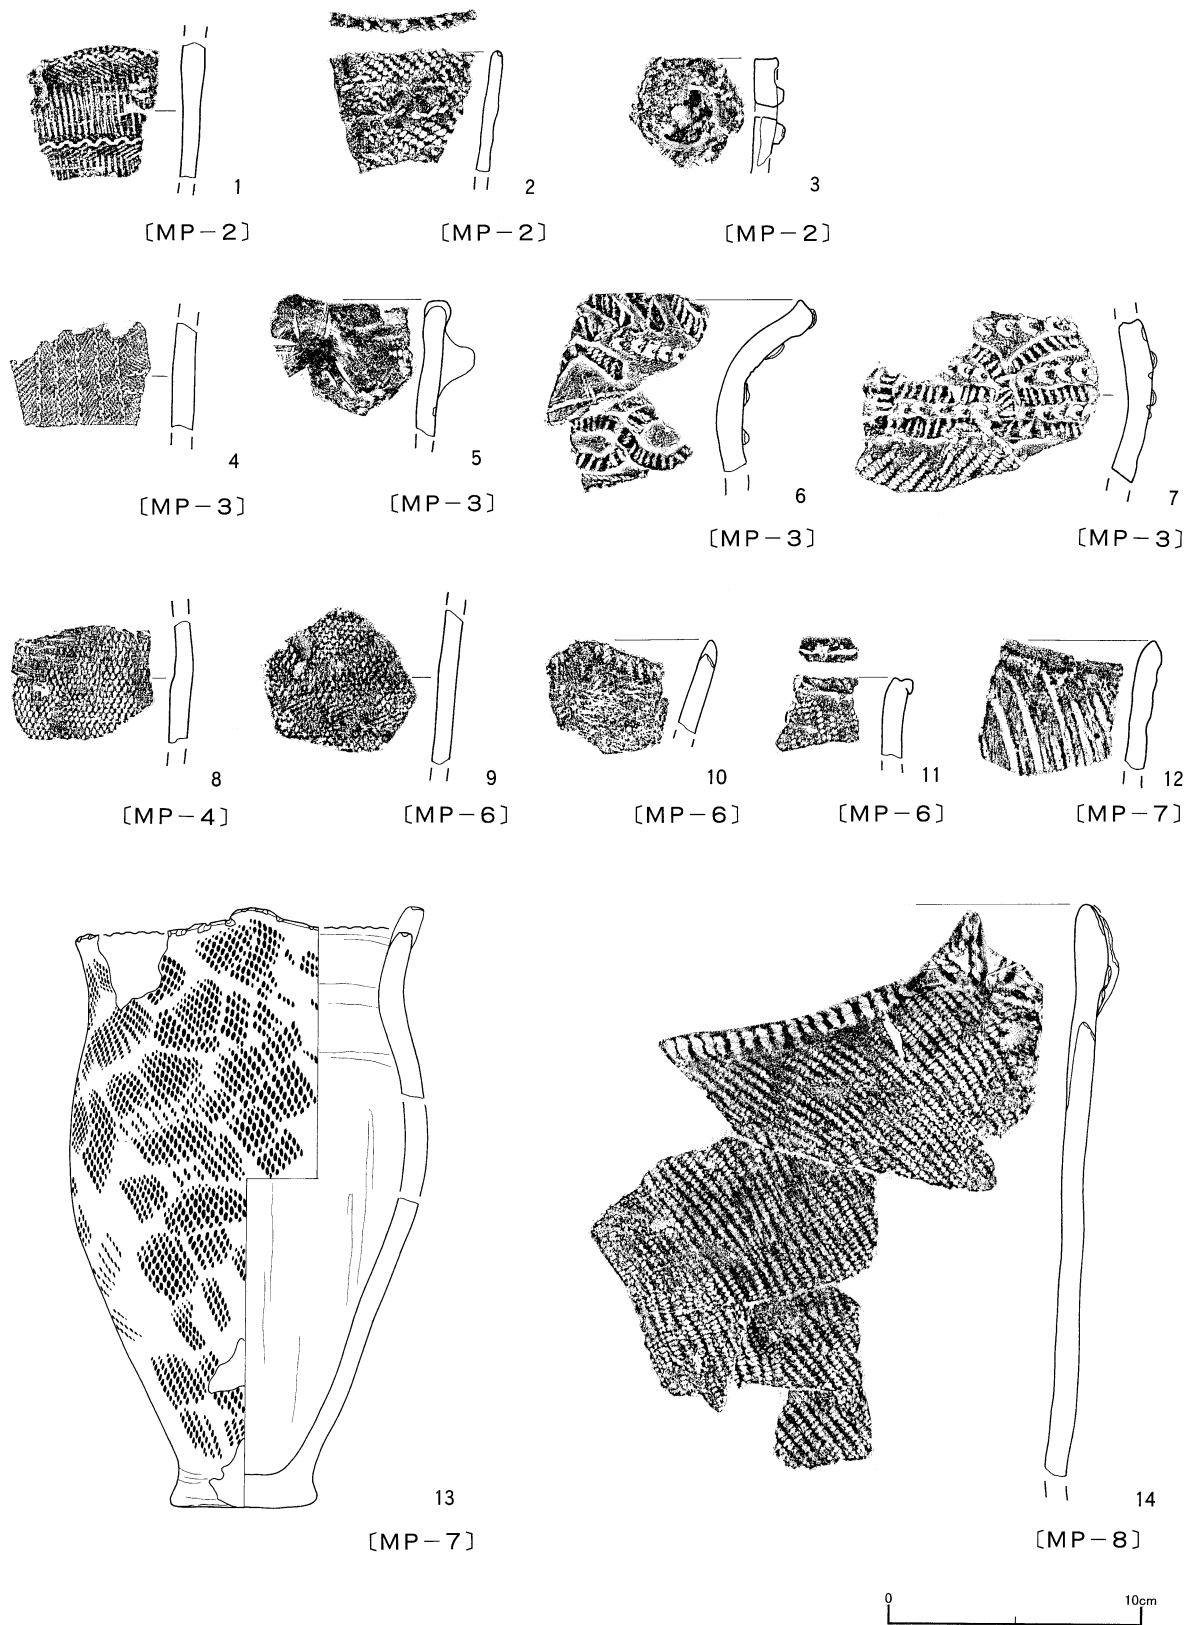 1
〔MP－2〕
2
〔MP－2〕
3
〔MP－2〕
4
〔MP－3〕
5
〔MP－3〕
6
〔MP－3〕
7
〔MP－3〕
8
〔MP－4〕
9
〔MP－6〕
10
〔MP－6〕
11
〔MP－6〕
12
〔MP－7〕
13
〔MP－7〕
14
〔MP－8〕
0 10cm